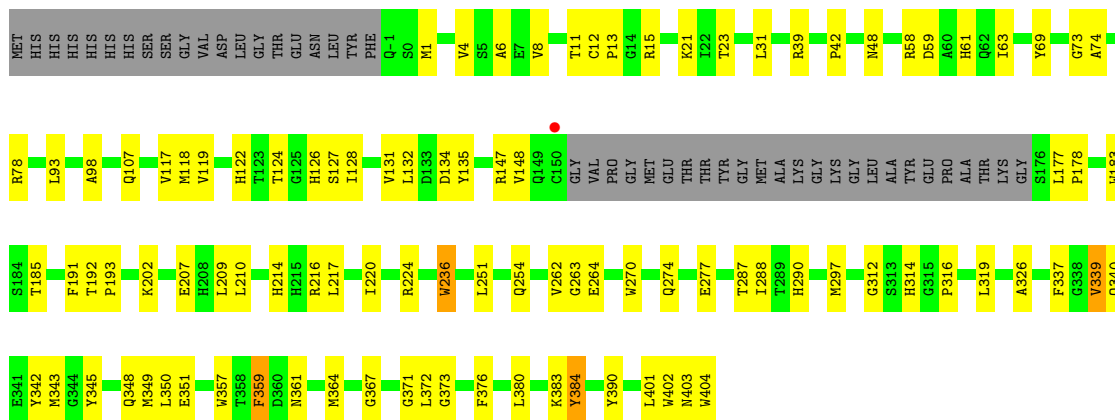 MET HIS HIS HIS HIS HIS HIS SER SER GLY VAL ASP LEU GLY THR GLU ASN LEU TYR PHE Q-1 S0 M1 V4 S5 A6 E7 V8 T11 C12 P13 G14 R15 K21 I22 T23 L31 R39 P42 N48 R58 D59 A60 H61 Q62 I63 Y69 G73 A74
R78 L93 A98 Q107 V117 M118 V119 H122 T123 T124 G125 H126 S127 I128 V131 L132 D133 D134 Y135 R147 V148 Q149 C150 GLY VAL PRO GLY MET GLU THR THR TYR GLY MET ALA LYS GLY LYS GLY LEU ALA TYR GLU PRO ALA THR LYS GLY S176 L177 P178 W183
S184 T185 F191 T192 P193 K202 E207 H208 L209 L210 H214 H215 R216 L217 I220 R224 W236 L251 Q254 V262 G263 E264 W270 Q274 E277 T287 I288 T289 H290 M297 G312 S313 H314 G315 P316 L319 A326 F337 G338 V339 Q340
E341 Y342 M343 G344 Y345 Q348 M349 L350 E351 W357 T358 F359 D360 N361 M364 G367 G371 L372 G373 F376 L380 K383 Y384 Y390 L401 W402 N403 W404